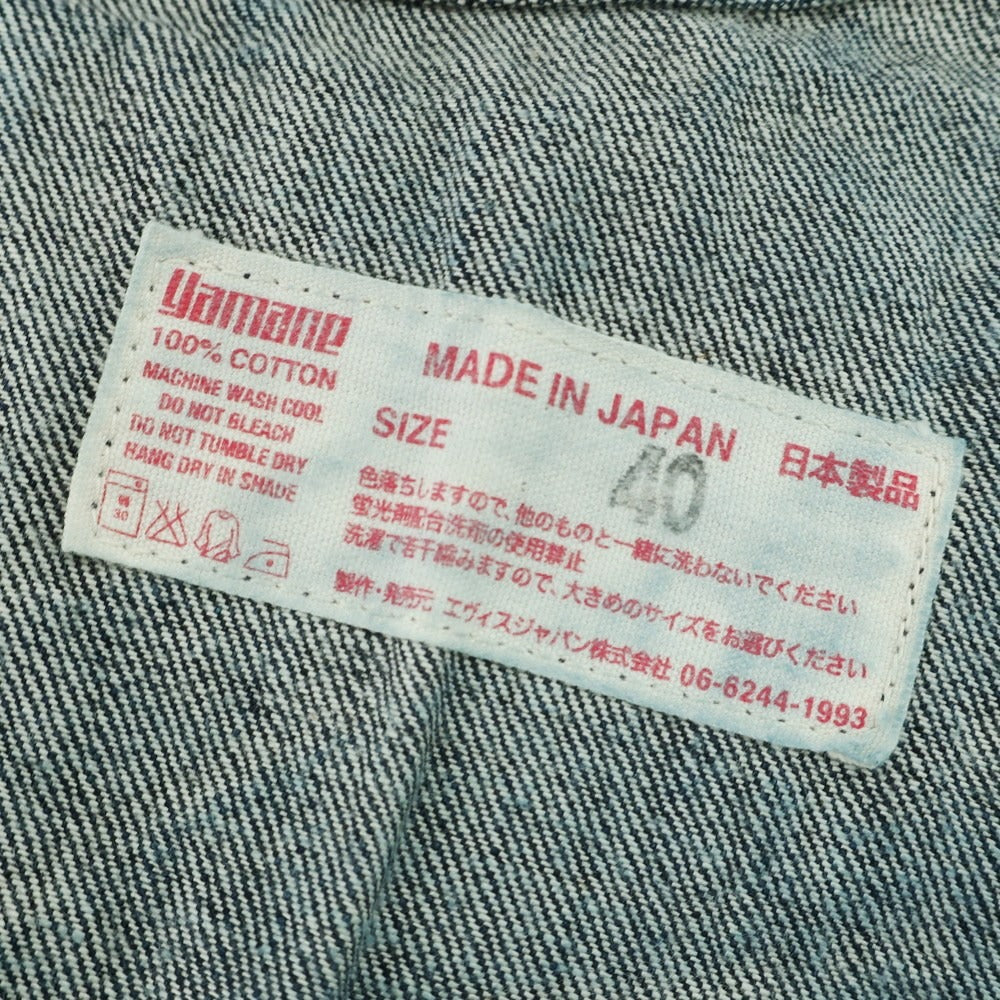 yamane
100% COTTON
MACHINE WASH COOL
DO NOT BLEACH
DO NOT TUMBLE DRY
HANG DRY IN SHADE
弱
30
MADE IN JAPAN 日本製品
SIZE 40
色落ちしますので、他のものと一緒に洗わないでください
蛍光剤配合洗剤の使用禁止
洗濯で若干縮みますので、大きめのサイズをお選びください
製作・発売元 エヴィスジャパン株式会社 06-6244-1993